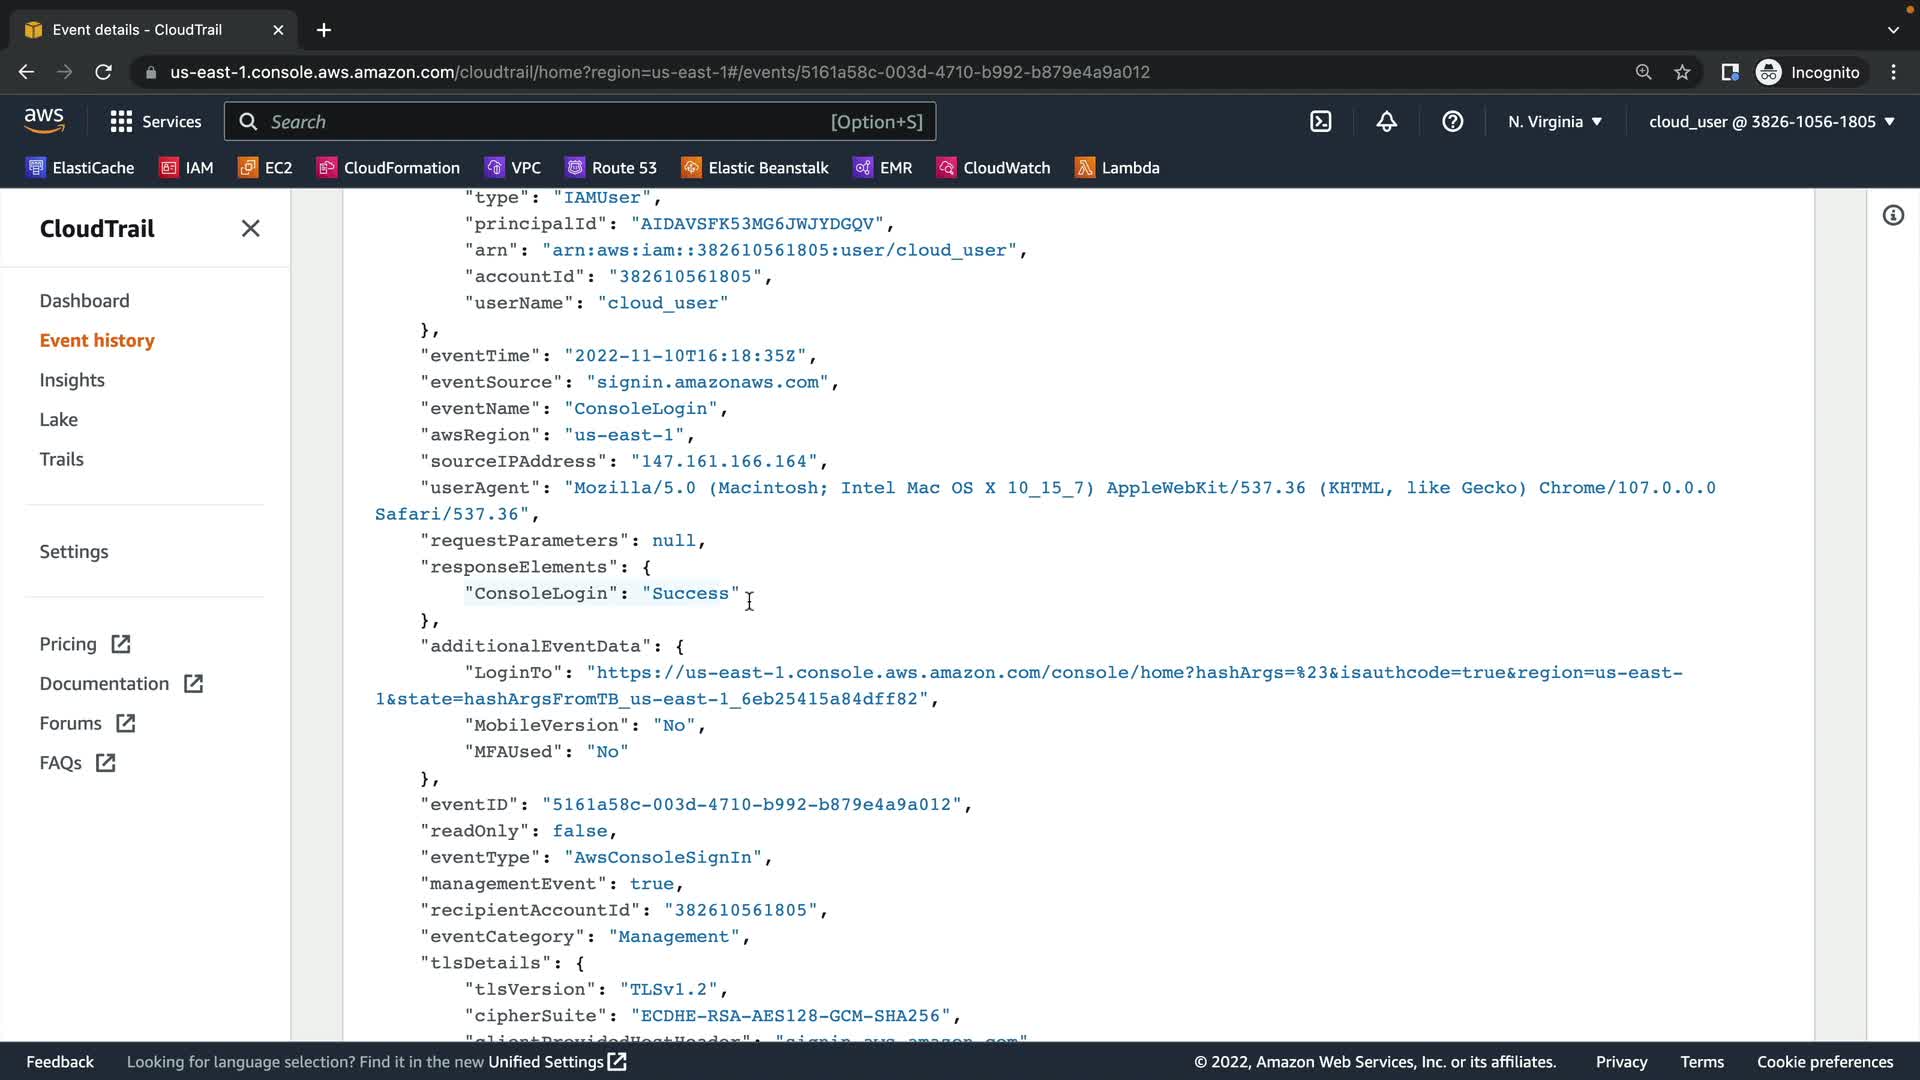 Event details - CloudTrail
us-east-1.console.aws.amazon.com/cloudtrail/home?region=us-east-1#/events/5161a58c-003d-4710-b992-b879e4a9a012
Incognito
aws
Services
Search
[Option+S]
N. Virginia
cloud_user @ 3826-1056-1805
ElastiCache
IAM
EC2
CloudFormation
VPC
Route 53
Elastic Beanstalk
EMR
CloudWatch
Lambda
CloudTrail
Dashboard
Event history
Insights
Lake
Trails
Settings
Pricing
Documentation
Forums
FAQs
"type": "IAMUser",
"principalId": "AIDAVSFK53MG6JWJYDGQV",
"arn": "arn:aws:iam::382610561805:user/cloud_user",
"accountId": "382610561805",
"userName": "cloud_user"
},
"eventTime": "2022-11-10T16:18:35Z",
"eventSource": "signin.amazonaws.com",
"eventName": "ConsoleLogin",
"awsRegion": "us-east-1",
"sourceIPAddress": "147.161.166.164",
"userAgent": "Mozilla/5.0 (Macintosh; Intel Mac OS X 10_15_7) AppleWebKit/537.36 (KHTML, like Gecko) Chrome/107.0.0.0
Safari/537.36",
"requestParameters": null,
"responseElements": {
"ConsoleLogin": "Success"
},
"additionalEventData": {
"LoginTo": "https://us-east-1.console.aws.amazon.com/console/home?hashArgs=%23&isauthcode=true&region=us-east-
1&state=hashArgsFromTB_us-east-1_6eb25415a84dff82",
"MobileVersion": "No",
"MFAUsed": "No"
},
"eventID": "5161a58c-003d-4710-b992-b879e4a9a012",
"readOnly": false,
"eventType": "AwsConsoleSignIn",
"managementEvent": true,
"recipientAccountId": "382610561805",
"eventCategory": "Management",
"tlsDetails": {
"tlsVersion": "TLSv1.2",
"cipherSuite": "ECDHE-RSA-AES128-GCM-SHA256",
"clientProvidedHostHeader": "signin.aws.amazon.com"
Feedback
Looking for language selection? Find it in the new Unified Settings
© 2022, Amazon Web Services, Inc. or its affiliates.
Privacy
Terms
Cookie preferences